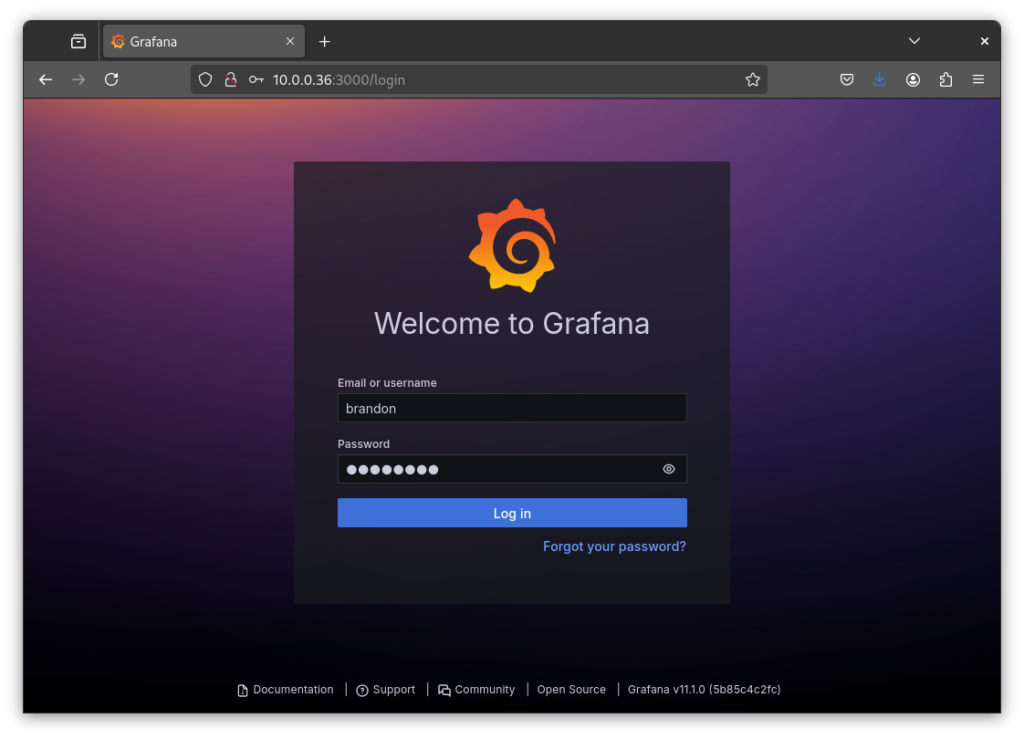 Grafana
10.0.0.36:3000/login
Welcome to Grafana
Email or username
brandon
Password
●●●●●●●●
Log in
Forgot your password?
Documentation | Support | Community | Open Source | Grafana v11.1.0 (5b85c4c2fc)